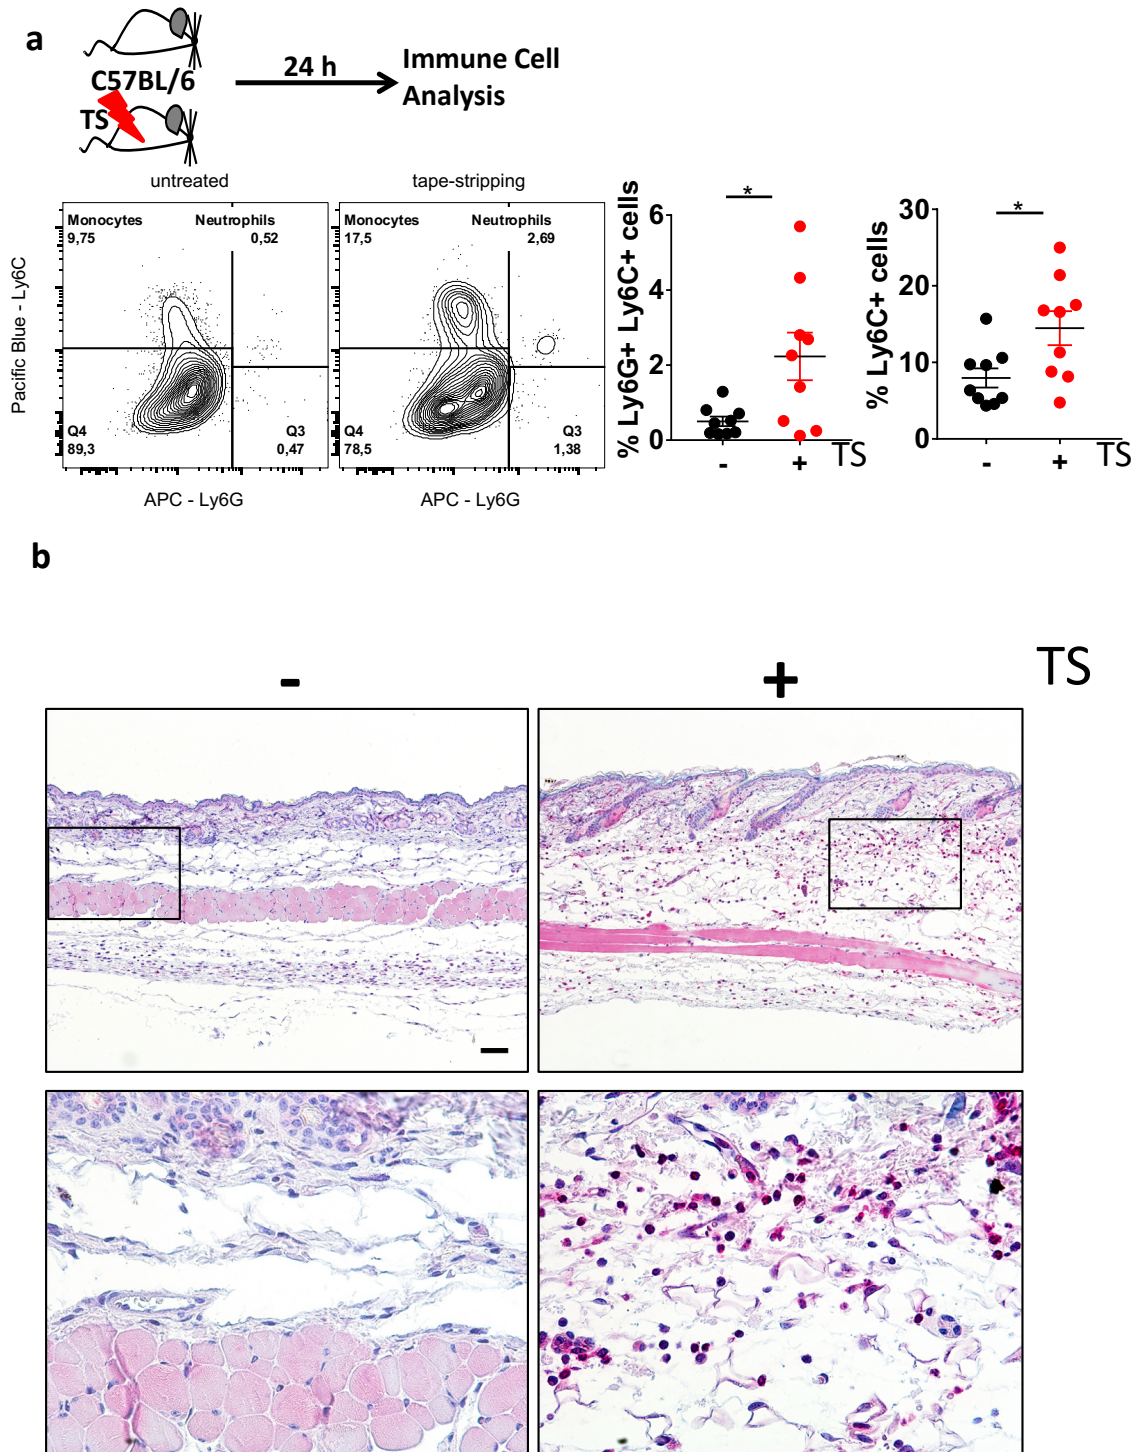 a
C57BL/6
TS
24 h
Immune Cell
Analysis
untreated
tape-stripping
Monocytes
9,75
Neutrophils
0,52
Q4
89,3
Q3
0,47
Monocytes
17,5
Neutrophils
2,69
Q4
78,5
Q3
1,38
Pacific Blue - Ly6C
APC - Ly6G
APC - Ly6G
% Ly6G+ Ly6C+ cells
6
4
2
0
*
- + TS
% Ly6C+ cells
30
20
10
0
*
- + TS
b
- + TS